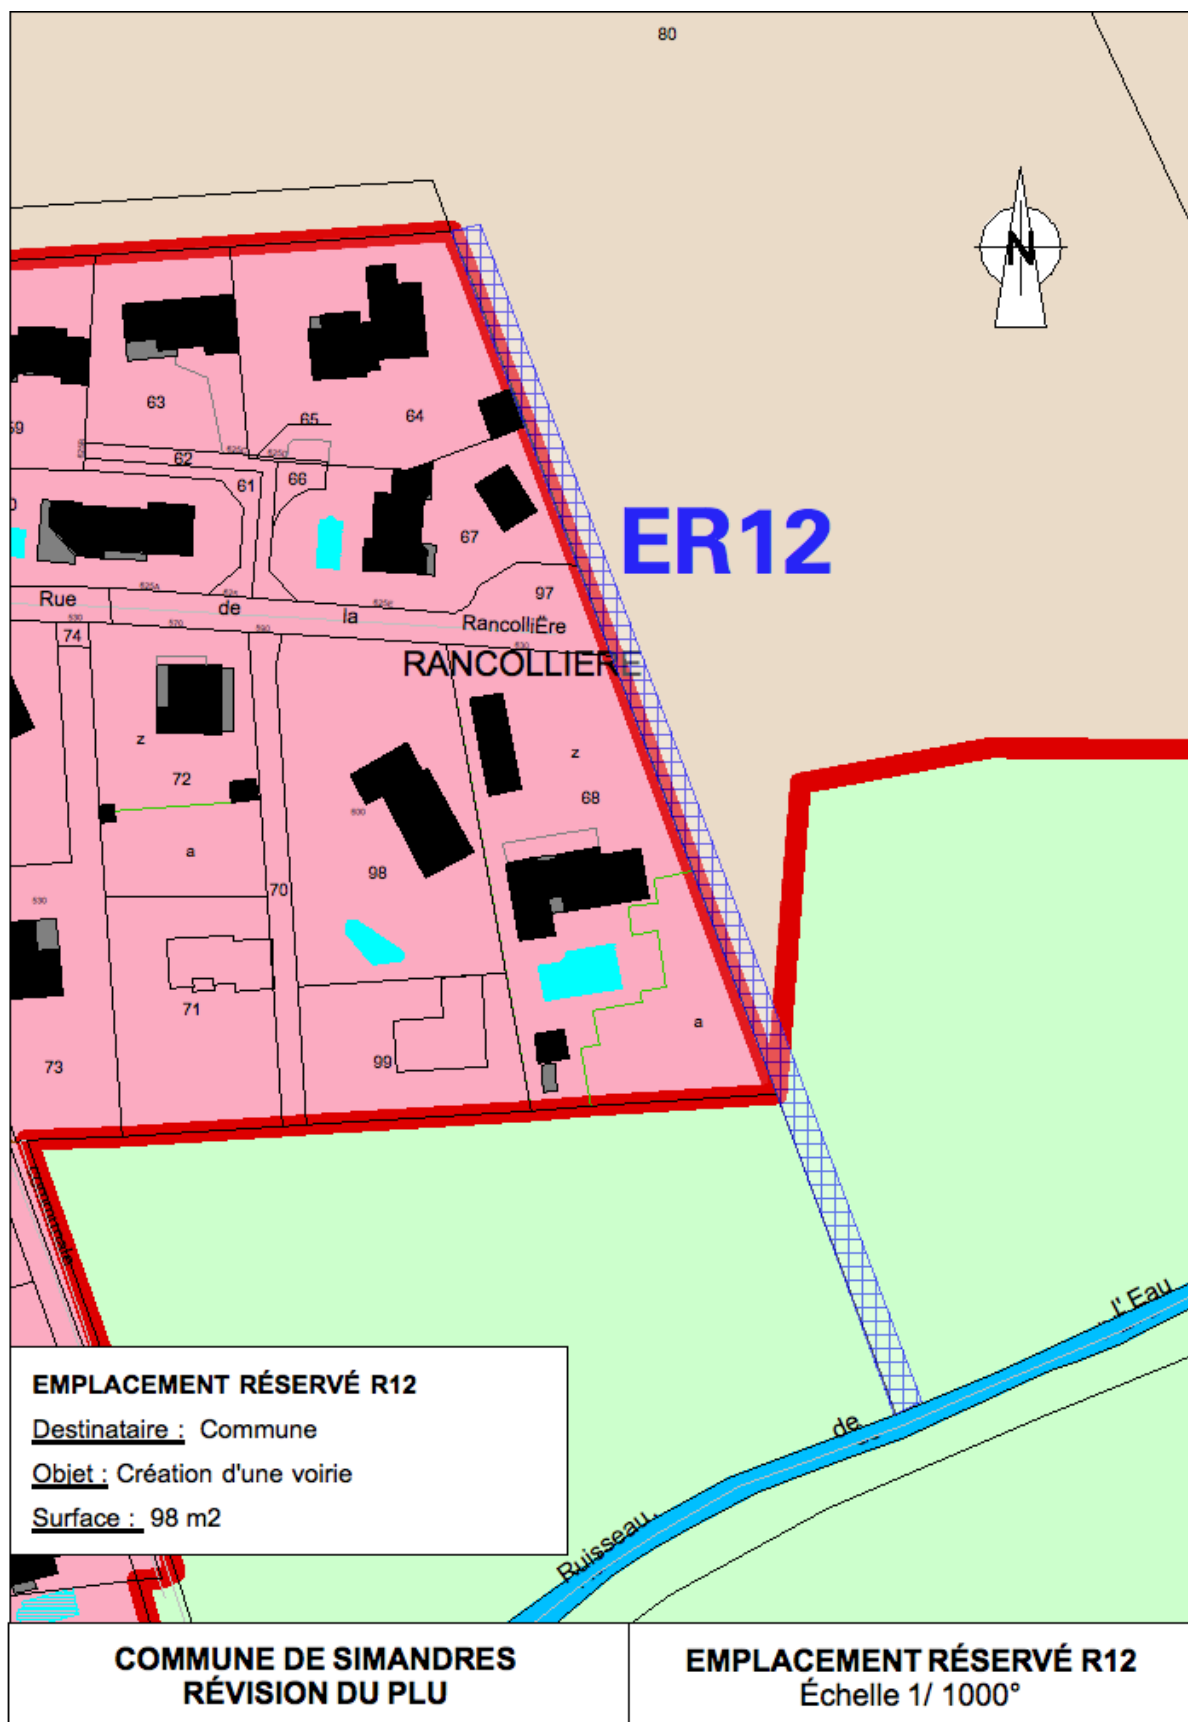 80
N
63
65
64
59
62
61
66
67
ER12
97
Rue de la RancolliËre
74
RANCOLLIERE
z
z
72
68
a
98
70
71
a
99
73
l'Eau
de
Ruisseau
EMPLACEMENT RÉSERVÉ R12
Destinataire : Commune
Objet : Création d'une voirie
Surface : 98 m2
COMMUNE DE SIMANDRES
RÉVISION DU PLU
EMPLACEMENT RÉSERVÉ R12
Échelle 1/ 1000°